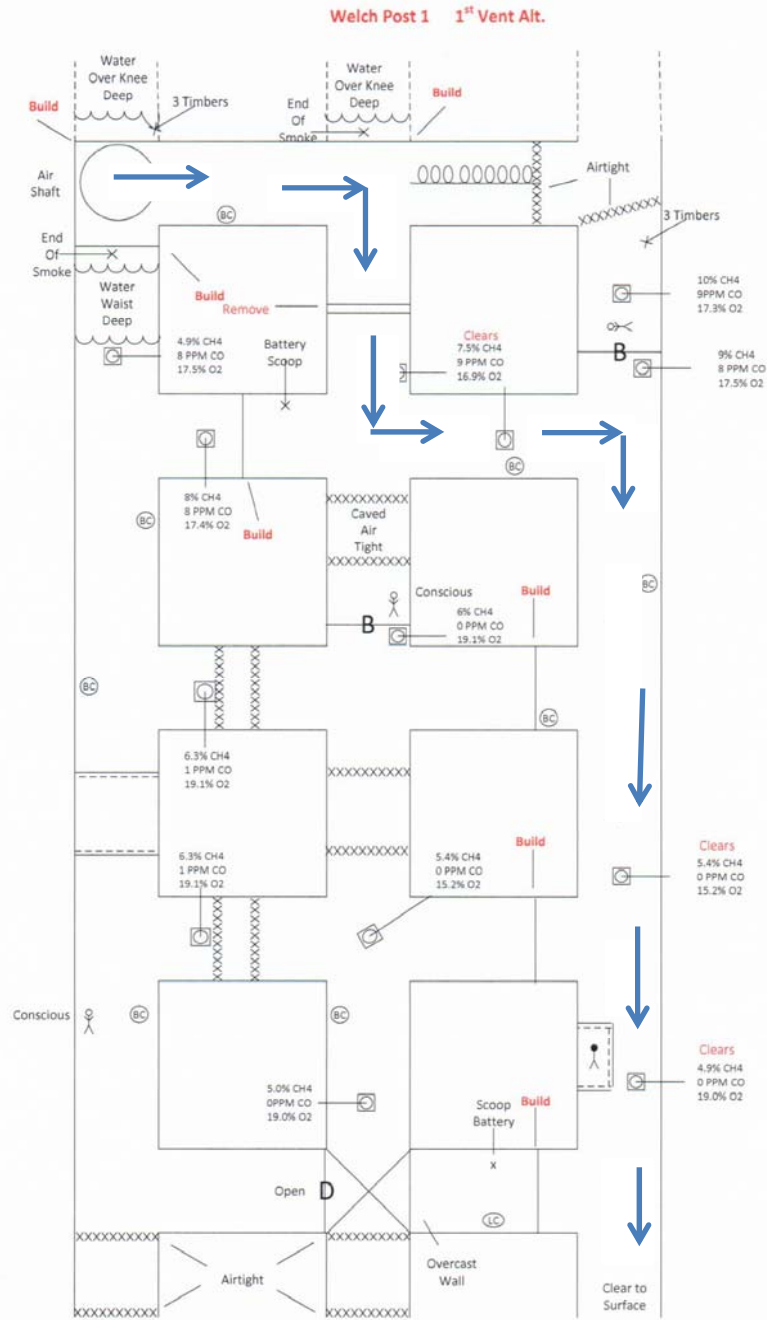 Welch Post 1 1st Vent Alt.
Water
Over Knee
Deep
3 Timbers
Build
Water
Over Knee
Deep
End
Of
Smoke
Build
Air
Shaft
Airtight
BC
3 Timbers
End
Of
Smoke
Water
Waist
Deep
Build
Remove
10% CH4
9PPM CO
17.3% O2
4.9% CH4
8 PPM CO
17.5% O2
Battery
Scoop
Clears
7.5% CH4
9 PPM CO
16.9% O2
B
9% CH4
8 PPM CO
17.5% O2
BC
8% CH4
8 PPM CO
17.4% O2
BC
Build
Caved
Air
Tight
BC
Conscious
Build
B
6% CH4
0 PPM CO
19.1% O2
BC
BC
6.3% CH4
1 PPM CO
19.1% O2
6.3% CH4
1 PPM CO
19.1% O2
5.4% CH4
0 PPM CO
15.2% O2
Build
Clears
5.4% CH4
0 PPM CO
15.2% O2
Conscious
BC
BC
Clears
4.9% CH4
0 PPM CO
19.0% O2
5.0% CH4
0PPM CO
19.0% O2
Scoop
Battery
Build
x
Open
D
LC
Airtight
Overcast
Wall
Clear to
Surface